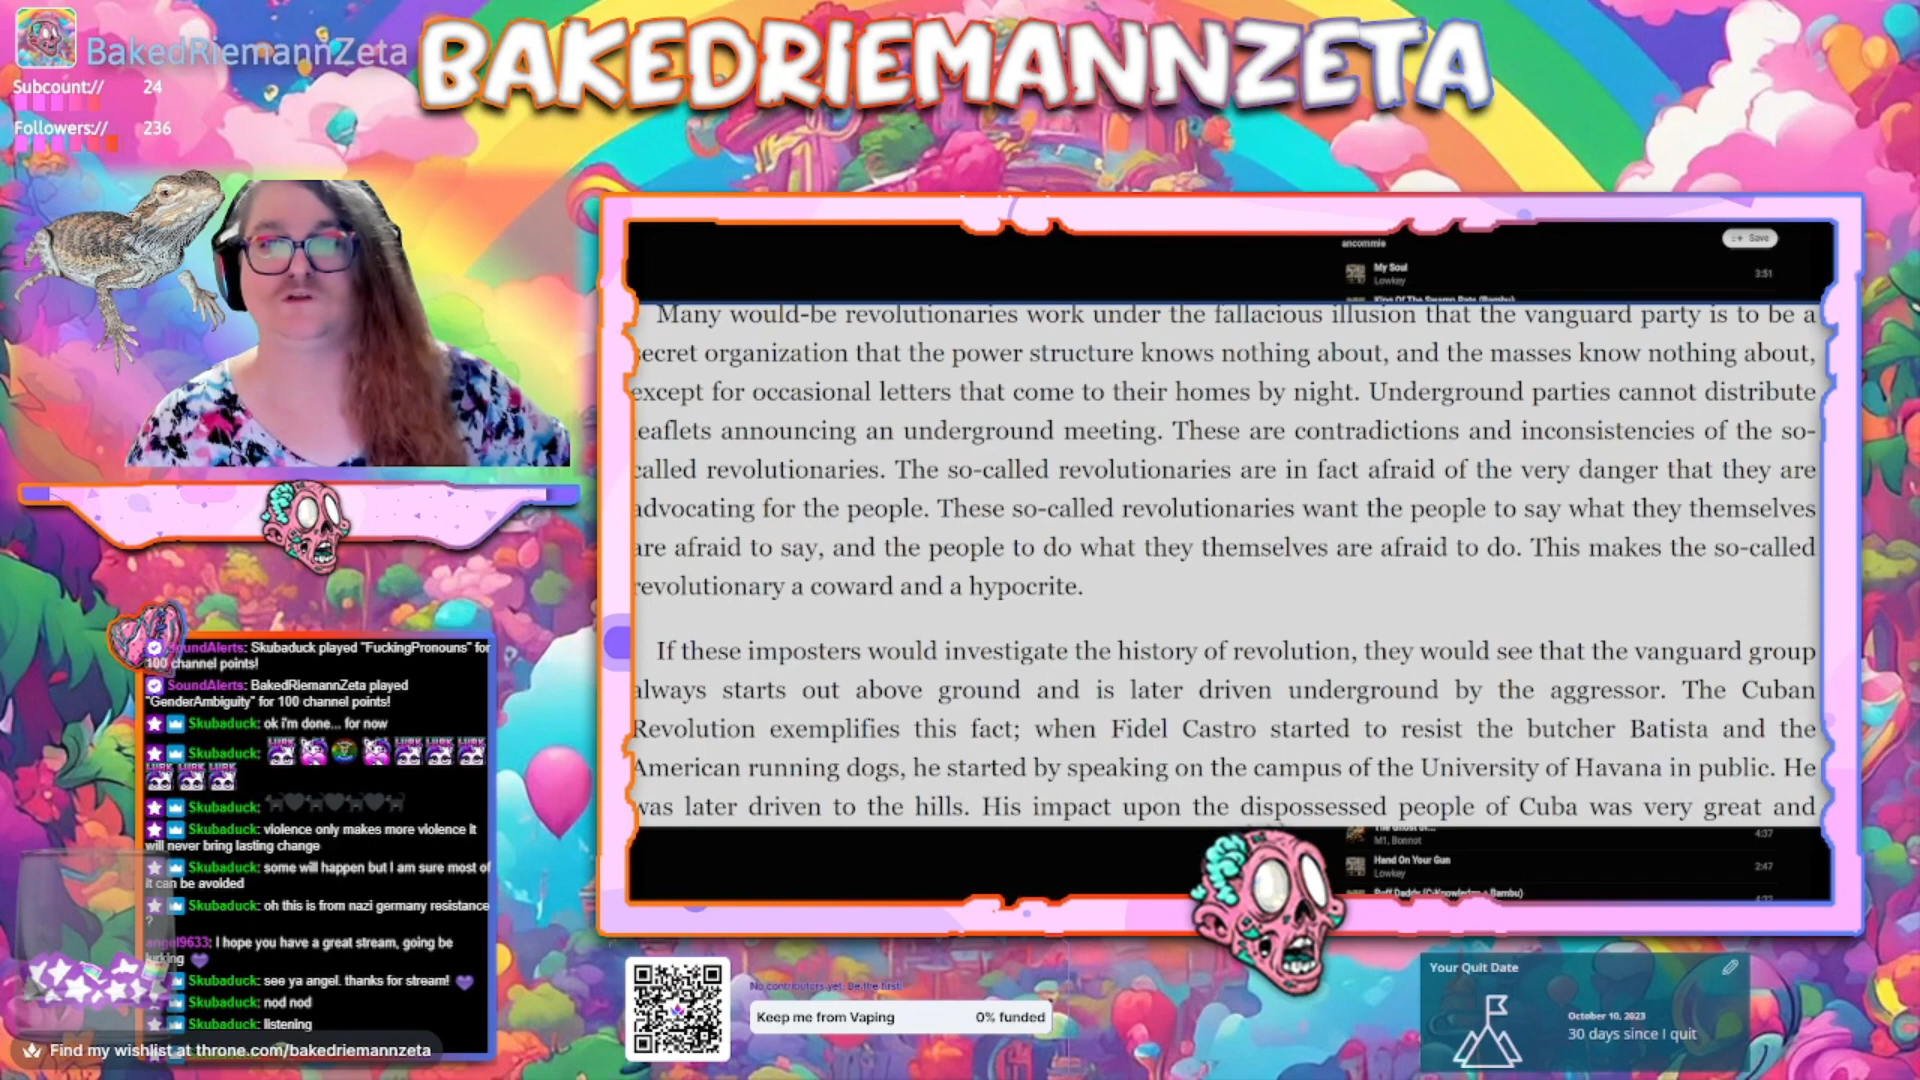 BakedRiemannZeta
BAKEDRIEMANNZETA
Subcount// 24
Followers// 236
ancommie
Save
My Soul
Lowkey
3:51
King Of The Swamp Rats (Bambu)
Many would-be revolutionaries work under the fallacious illusion that the vanguard party is to be a
secret organization that the power structure knows nothing about, and the masses know nothing about,
except for occasional letters that come to their homes by night. Underground parties cannot distribute
leaflets announcing an underground meeting. These are contradictions and inconsistencies of the so-
called revolutionaries. The so-called revolutionaries are in fact afraid of the very danger that they are
advocating for the people. These so-called revolutionaries want the people to say what they themselves
are afraid to say, and the people to do what they themselves are afraid to do. This makes the so-called
revolutionary a coward and a hypocrite.
If these imposters would investigate the history of revolution, they would see that the vanguard group
always starts out above ground and is later driven underground by the aggressor. The Cuban
Revolution exemplifies this fact; when Fidel Castro started to resist the butcher Batista and the
American running dogs, he started by speaking on the campus of the University of Havana in public. He
was later driven to the hills. His impact upon the dispossessed people of Cuba was very great and
M1, Bonnot
4:37
Hand On Your Gun
Lowkey
2:47
SoundAlerts: Skubaduck played "FuckingPronouns" for
100 channel points!
SoundAlerts: BakedRiemannZeta played
"GenderAmbiguity" for 100 channel points!
Skubaduck: ok i'm done... for now
Skubaduck:
Skubaduck:
Skubaduck: violence only makes more violence it
will never bring lasting change
Skubaduck: some will happen but I am sure most of
it can be avoided
Skubaduck: oh this is from nazi germany resistance
?
angel9633: I hope you have a great stream, going be
lurking
Skubaduck: see ya angel. thanks for stream!
Skubaduck: nod nod
Skubaduck: listening
Find my wishlist at throne.com/bakedriemannzeta
No contributors yet. Be the first!
Keep me from Vaping 0% funded
Your Quit Date
October 10, 2023
30 days since I quit